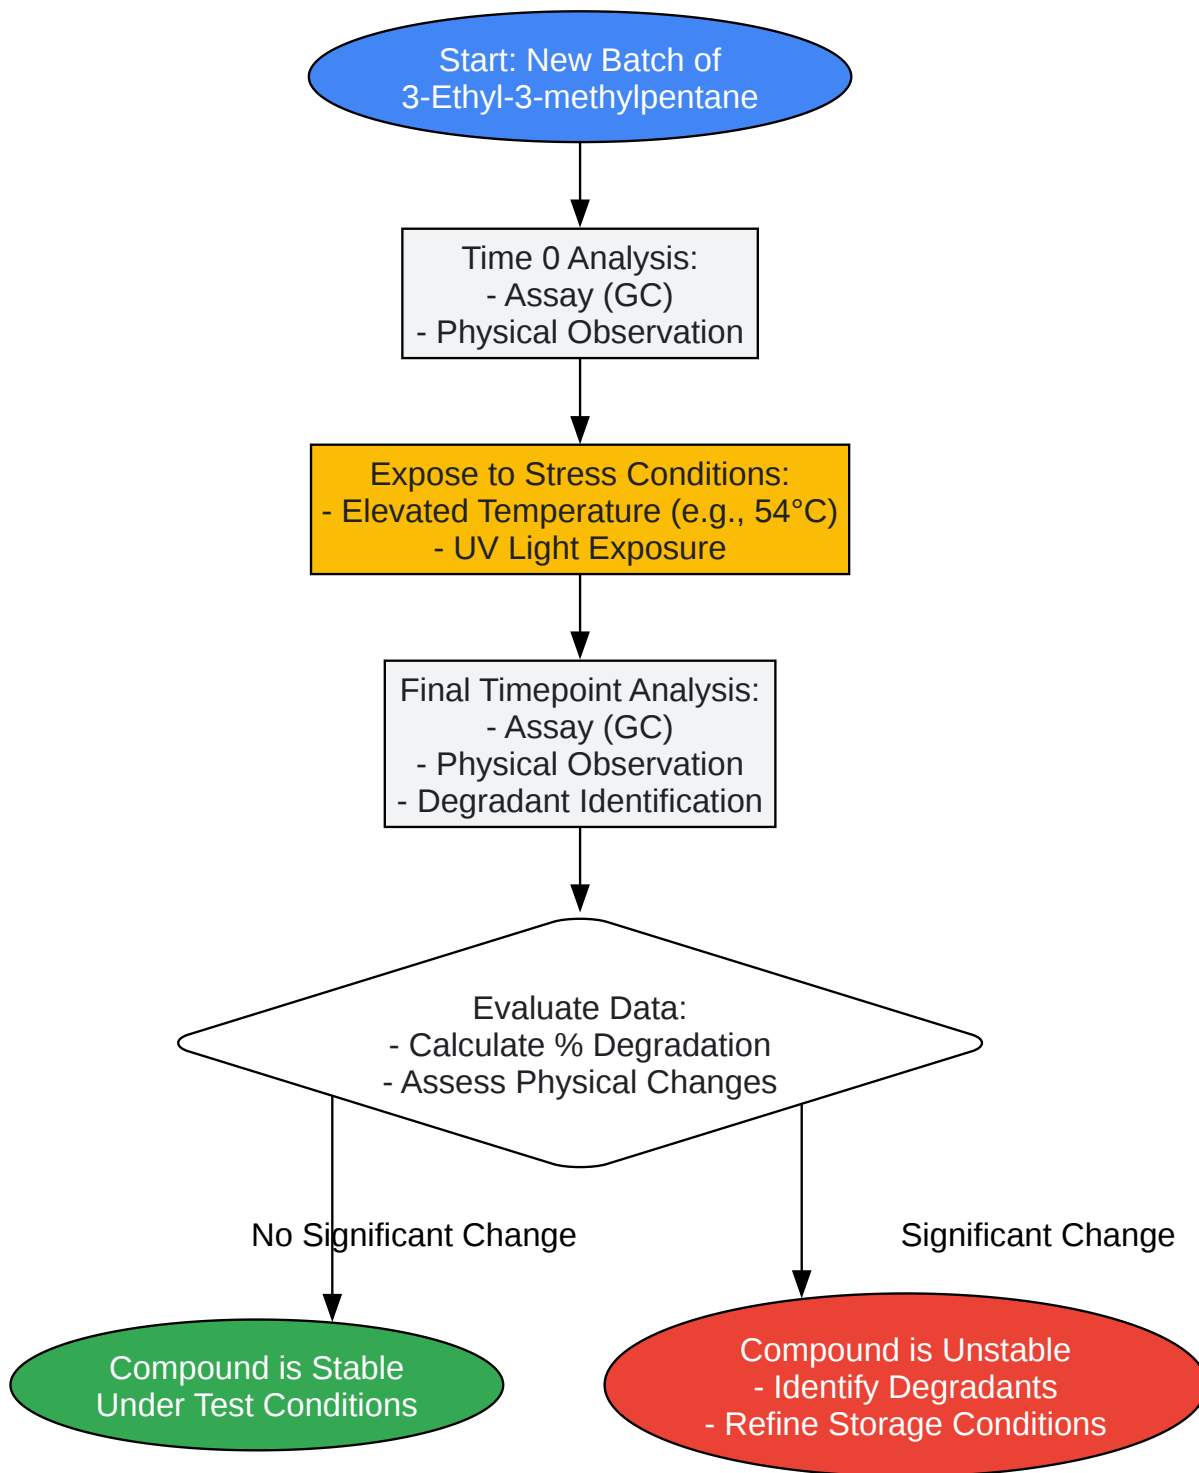 Start: New Batch of
3-Ethyl-3-methylpentane
Time 0 Analysis:
- Assay (GC)
- Physical Observation
Expose to Stress Conditions:
- Elevated Temperature (e.g., 54°C)
- UV Light Exposure
Final Timepoint Analysis:
- Assay (GC)
- Physical Observation
- Degradant Identification
Evaluate Data:
- Calculate % Degradation
- Assess Physical Changes
No Significant Change
Significant Change
Compound is Stable
Under Test Conditions
Compound is Unstable
- Identify Degradants
- Refine Storage Conditions